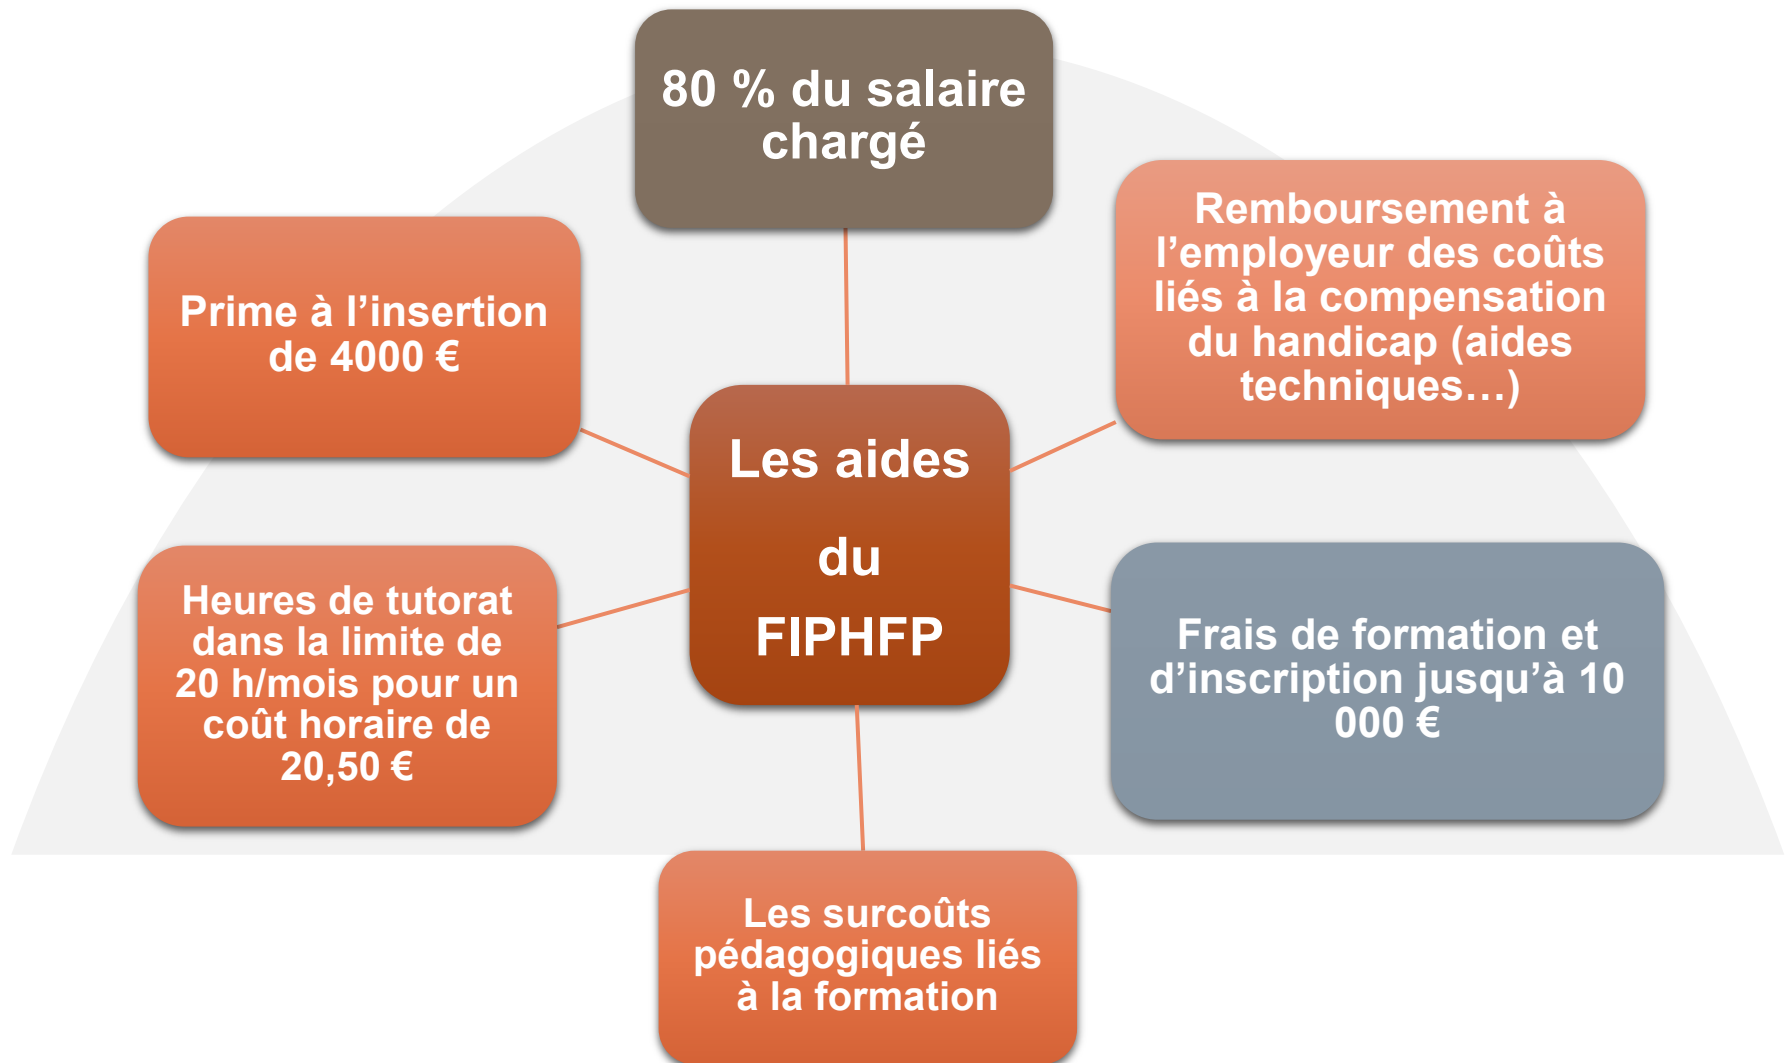 80 % du salaire
chargé
Remboursement à
l’employeur des coûts
liés à la compensation
du handicap (aides
techniques…)
Prime à l’insertion
de 4000 €
Les aides
du
FIPHFP
Heures de tutorat
dans la limite de
20 h/mois pour un
coût horaire de
20,50 €
Frais de formation et
d’inscription jusqu’à 10
000 €
Les surcoûts
pédagogiques liés
à la formation